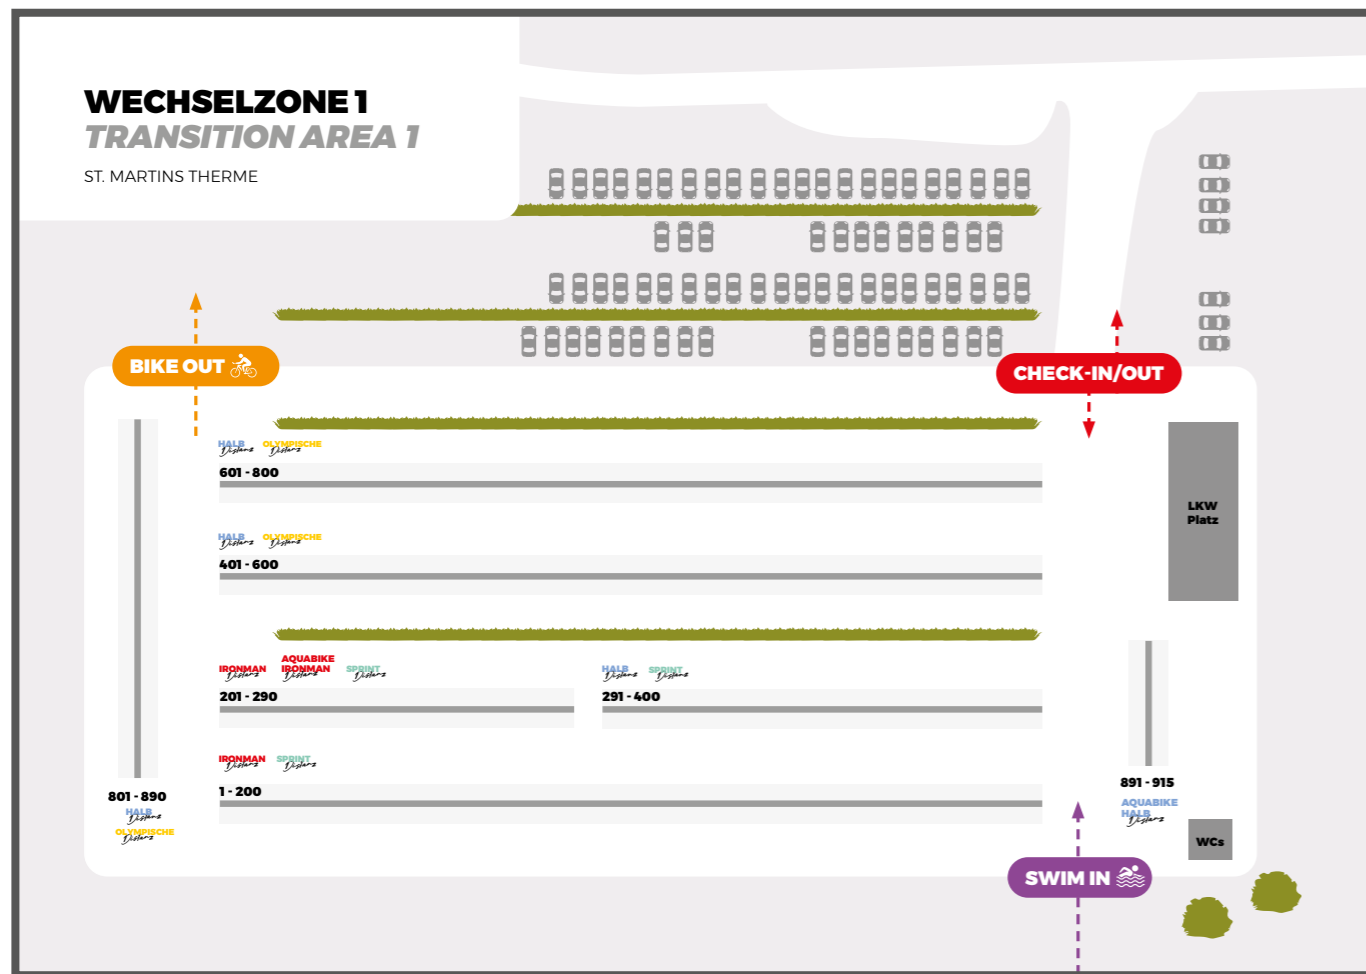 WECHSELZONE 1
TRANSITION AREA 1
ST. MARTINS THERME
BIKE OUT
CHECK-IN/OUT
HALB Distanz OLYMPISCHE Distanz
601 - 800
LKW
Platz
HALB Distanz OLYMPISCHE Distanz
401 - 600
IRONMAN Distanz AQUABIKE IRONMAN Distanz SPRINT Distanz
201 - 290
HALB Distanz SPRINT Distanz
291 - 400
IRONMAN Distanz SPRINT Distanz
1 - 200
801 - 890
HALB
Distanz
OLYMPISCHE
Distanz
891 - 915
AQUABIKE
HALB
Distanz
WCs
SWIM IN